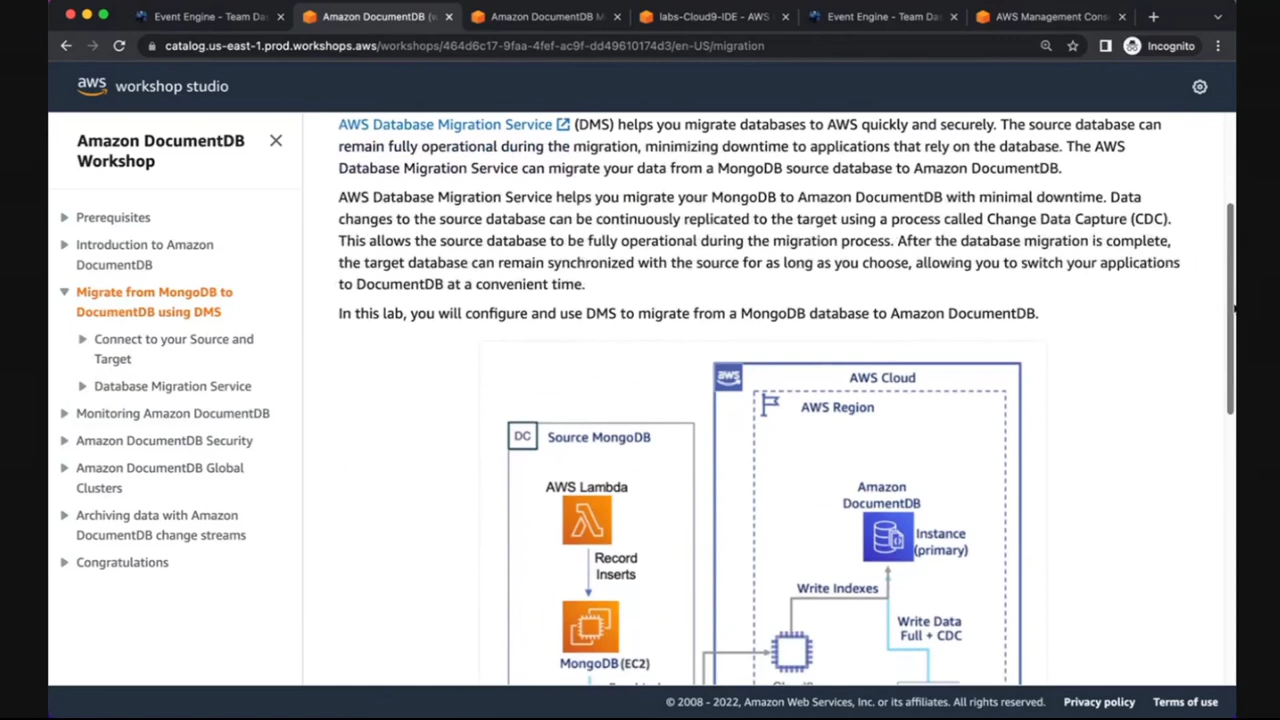 Event Engine - Team Da
Amazon DocumentDB (w
Amazon DocumentDB M
labs-Cloud9-IDE - AWS
Event Engine - Team Da
AWS Management Cons
catalog.us-east-1.prod.workshops.aws/workshops/464d6c17-9faa-4fef-ac9f-dd49610174d3/en-US/migration
Incognito
aws
workshop studio
Amazon DocumentDB
Workshop
Prerequisites
Introduction to Amazon
DocumentDB
Migrate from MongoDB to
DocumentDB using DMS
Connect to your Source and
Target
Database Migration Service
Monitoring Amazon DocumentDB
Amazon DocumentDB Security
Amazon DocumentDB Global
Clusters
Archiving data with Amazon
DocumentDB change streams
Congratulations
AWS Database Migration Service (DMS) helps you migrate databases to AWS quickly and securely. The source database can
remain fully operational during the migration, minimizing downtime to applications that rely on the database. The AWS
Database Migration Service can migrate your data from a MongoDB source database to Amazon DocumentDB.
AWS Database Migration Service helps you migrate your MongoDB to Amazon DocumentDB with minimal downtime. Data
changes to the source database can be continuously replicated to the target using a process called Change Data Capture (CDC).
This allows the source database to be fully operational during the migration process. After the database migration is complete,
the target database can remain synchronized with the source for as long as you choose, allowing you to switch your applications
to DocumentDB at a convenient time.
In this lab, you will configure and use DMS to migrate from a MongoDB database to Amazon DocumentDB.
aws
AWS Cloud
AWS Region
DC
Source MongoDB
AWS Lambda
Record
Inserts
MongoDB (EC2)
Amazon
DocumentDB
Instance
(primary)
Write Indexes
Write Data
Full + CDC
© 2008 - 2022, Amazon Web Services, Inc. or its affiliates. All rights reserved.
Privacy policy
Terms of use